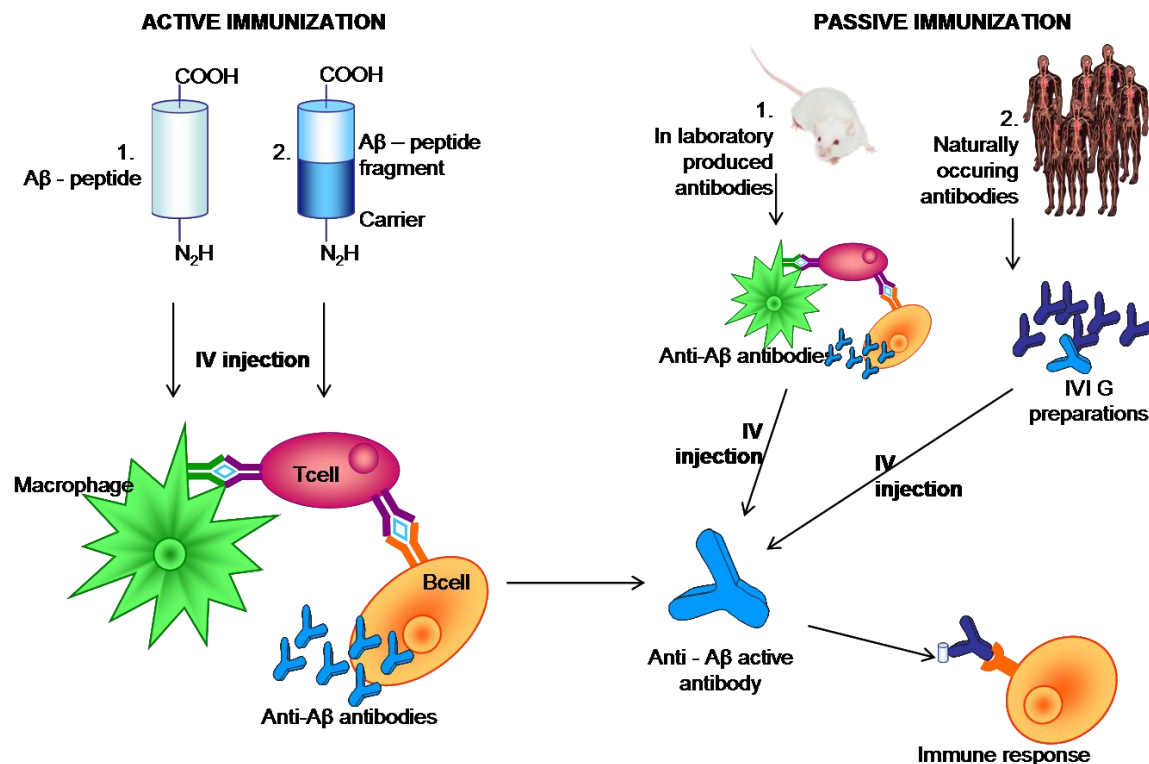 ACTIVE IMMUNIZATION
COOH
1.
Aβ - peptide
N₂H
COOH
2.
Aβ – peptide
fragment
Carrier
N₂H
IV injection
Macrophage
Tcell
Bcell
Anti-Aβ antibodies
PASSIVE IMMUNIZATION
1.
In laboratory
produced
antibodies
2.
Naturally
occuring
antibodies
Anti-Aβ antibodies
IVI G
preparations
IV
injection
IV
injection
Anti - Aβ active
antibody
Immune response